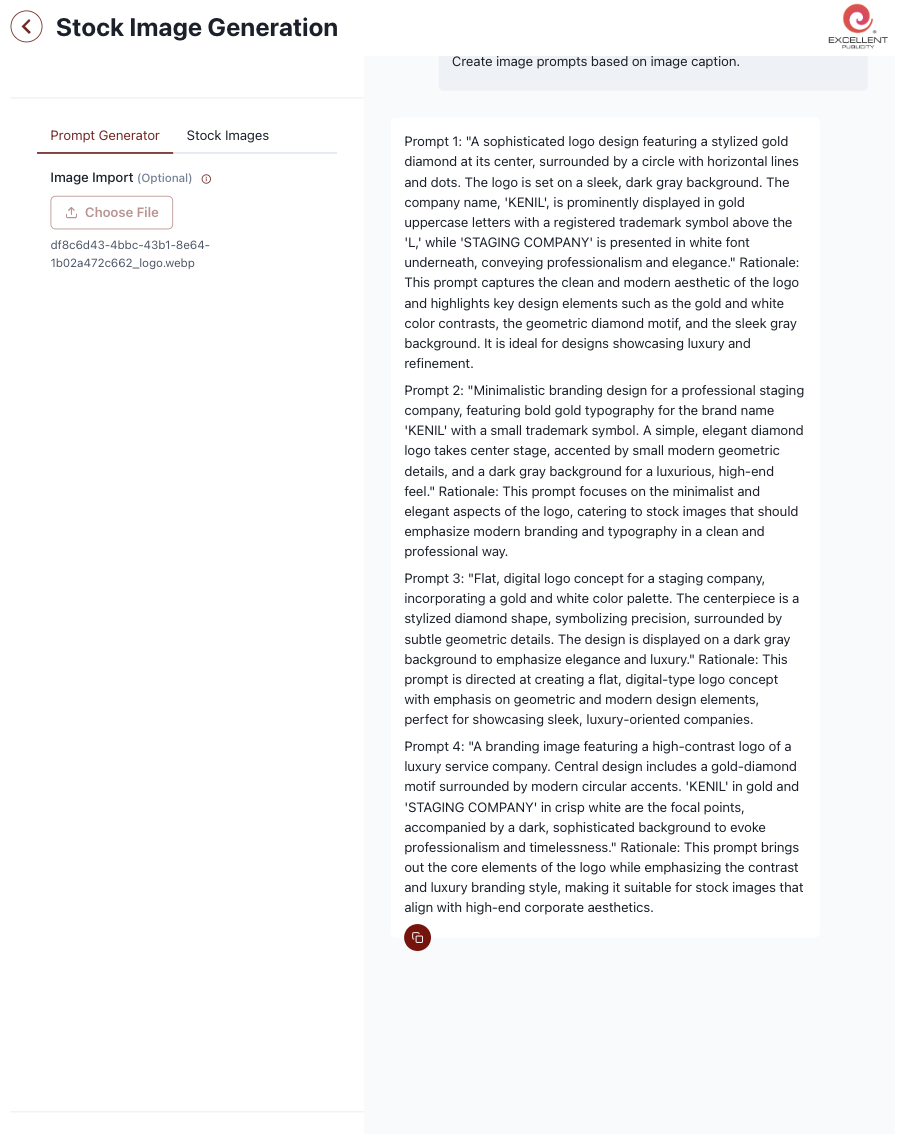 Stock Image Generation
EXCELLENT
PUBLICITY
Create image prompts based on image caption.
Prompt Generator
Stock Images
Image Import (Optional)
Choose File
df8c6d43-4bbc-43b1-8e64-
1b02a472c662_logo.webp
Prompt 1: "A sophisticated logo design featuring a stylized gold
diamond at its center, surrounded by a circle with horizontal lines
and dots. The logo is set on a sleek, dark gray background. The
company name, 'KENIL', is prominently displayed in gold
uppercase letters with a registered trademark symbol above the
'L,' while 'STAGING COMPANY' is presented in white font
underneath, conveying professionalism and elegance." Rationale:
This prompt captures the clean and modern aesthetic of the logo
and highlights key design elements such as the gold and white
color contrasts, the geometric diamond motif, and the sleek gray
background. It is ideal for designs showcasing luxury and
refinement.
Prompt 2: "Minimalistic branding design for a professional staging
company, featuring bold gold typography for the brand name
'KENIL' with a small trademark symbol. A simple, elegant diamond
logo takes center stage, accented by small modern geometric
details, and a dark gray background for a luxurious, high-end
feel." Rationale: This prompt focuses on the minimalist and
elegant aspects of the logo, catering to stock images that should
emphasize modern branding and typography in a clean and
professional way.
Prompt 3: "Flat, digital logo concept for a staging company,
incorporating a gold and white color palette. The centerpiece is a
stylized diamond shape, symbolizing precision, surrounded by
subtle geometric details. The design is displayed on a dark gray
background to emphasize elegance and luxury." Rationale: This
prompt is directed at creating a flat, digital-type logo concept
with emphasis on geometric and modern design elements,
perfect for showcasing sleek, luxury-oriented companies.
Prompt 4: "A branding image featuring a high-contrast logo of a
luxury service company. Central design includes a gold-diamond
motif surrounded by modern circular accents. 'KENIL' in gold and
'STAGING COMPANY' in crisp white are the focal points,
accompanied by a dark, sophisticated background to evoke
professionalism and timelessness." Rationale: This prompt brings
out the core elements of the logo while emphasizing the contrast
and luxury branding style, making it suitable for stock images that
align with high-end corporate aesthetics.